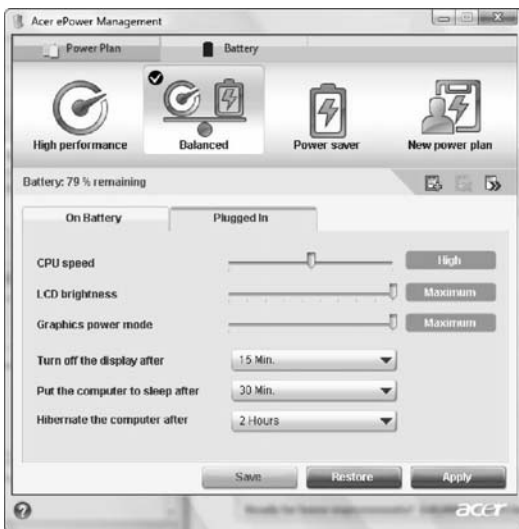 Acer ePower Management
Power Plan
Battery
High performance
Balanced
Power saver
New power plan
Battery: 79 % remaining
On Battery
Plugged In
CPU speed
High
LCD brightness
Maximum
Graphics power mode
Maximum
Turn off the display after
15 Min.
Put the computer to sleep after
30 Min.
Hibernate the computer after
2 Hours
Save
Restore
Apply
acer